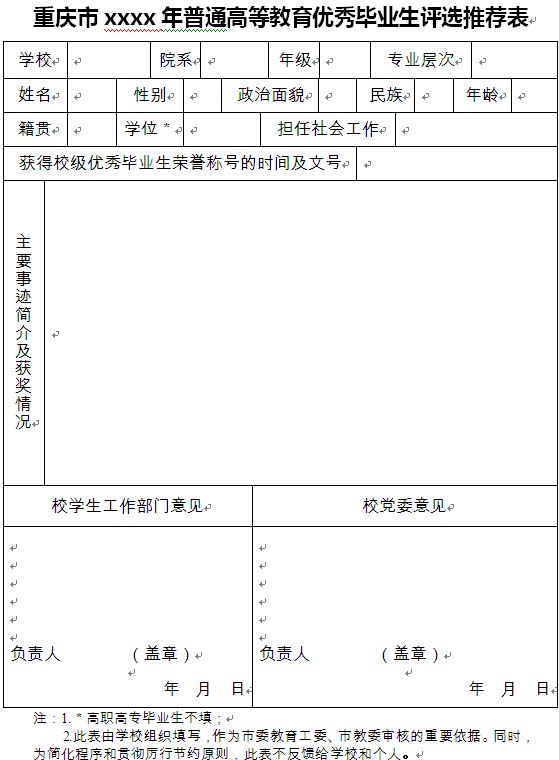 重庆市xxxx年普通高等教育优秀毕业生评选推荐表
学校 院系 年级 专业层次
姓名 性别 政治面貌 民族 年龄
籍贯 学位* 担任社会工作
获得校级优秀毕业生荣誉称号的时间及文号
主要事迹简介及获奖情况
校学生工作部门意见 校党委意见
负责人 （盖章） 负责人 （盖章）
年 月 日 年 月 日
注：1.*高职高专毕业生不填；
2.此表由学校组织填写，作为市委教育工委、市教委审核的重要依据。同时，
为简化程序和贯彻厉行节约原则，此表不反馈给学校和个人。